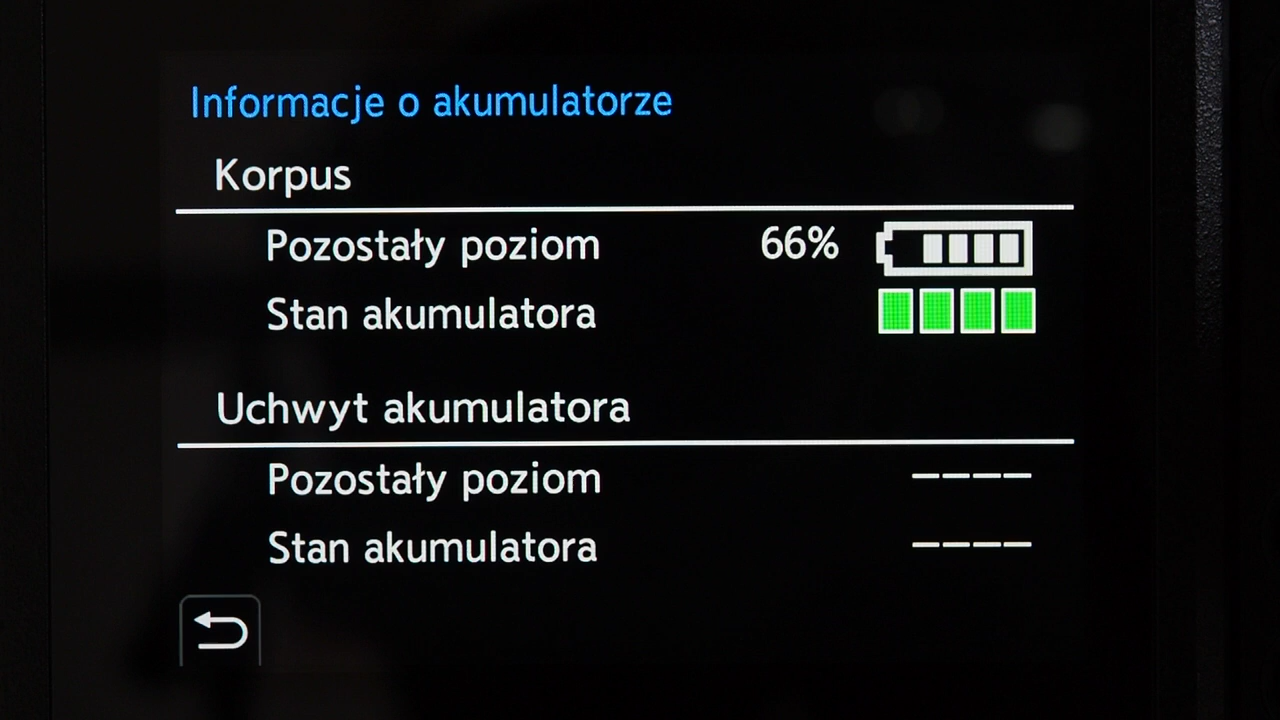 Informacje o akumulatorze
Korpus
Pozostały poziom 66%
Stan akumulatora
Uchwyt akumulatora
Pozostały poziom ––––
Stan akumulatora ––––